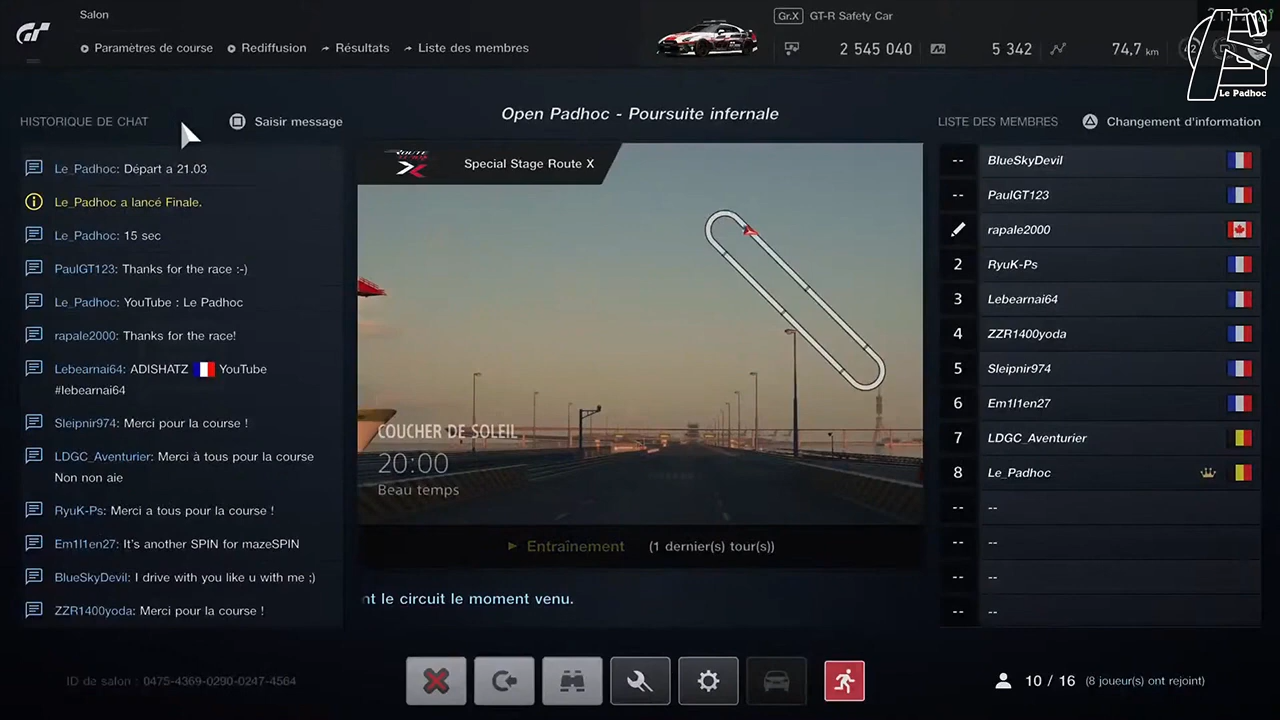 Salon
Paramètres de course
Rediffusion
Résultats
Liste des membres
Gr.X
GT-R Safety Car
2 545 040
5 342
74,7 km
Le Padhoc
HISTORIQUE DE CHAT
Saisir message
Le_Padhoc: Départ a 21.03
Le_Padhoc a lancé Finale.
Le_Padhoc: 15 sec
PaulGT123: Thanks for the race :-)
Le_Padhoc: YouTube : Le Padhoc
rapale2000: Thanks for the race!
Lebearnai64: ADISHATZ YouTube
#lebearnai64
Sleipnir974: Merci pour la course !
LDGC_Aventurier: Merci à tous pour la course
Non non aie
RyuK-Ps: Merci a tous pour la course !
Em1l1en27: It's another SPIN for mazeSPIN
BlueSkyDevil: I drive with you like u with me ;)
ZZR1400yoda: Merci pour la course !
Open Padhoc - Poursuite infernale
ROUTE X
Special Stage Route X
COUCHER DE SOLEIL
20:00
Beau temps
Entraînement (1 dernier(s) tour(s))
nt le circuit le moment venu.
LISTE DES MEMBRES
Changement d'information
-- BlueSkyDevil
-- PaulGT123
rapale2000
2 RyuK-Ps
3 Lebearnai64
4 ZZR1400yoda
5 Sleipnir974
6 Em1l1en27
7 LDGC_Aventurier
8 Le_Padhoc
-- --
-- --
-- --
-- --
ID de salon : 0475-4369-0290-0247-4564
10 / 16 (8 joueur(s) ont rejoint)